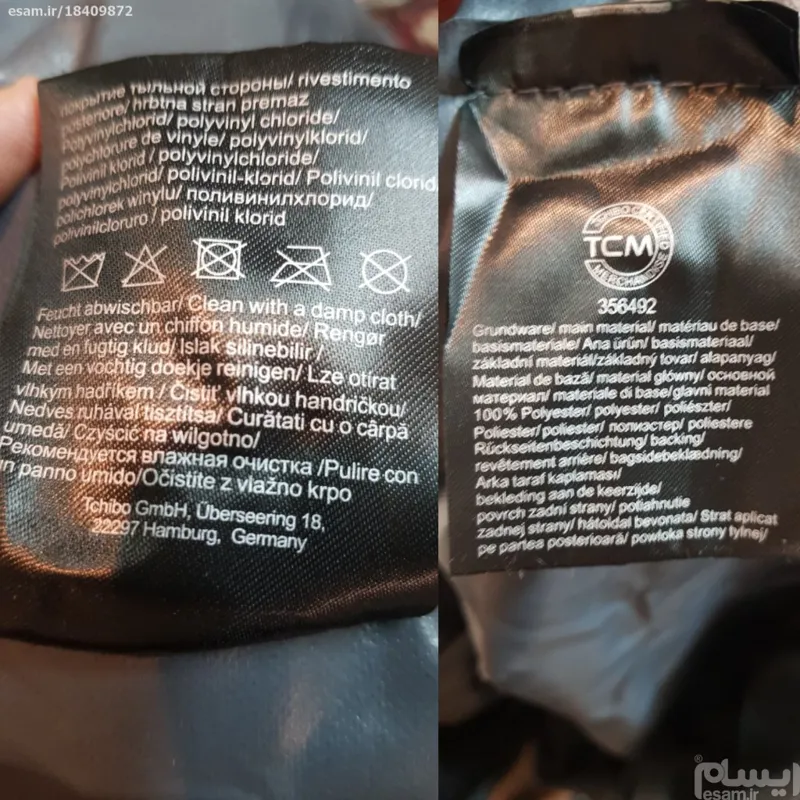 esam.ir/18409872
покрытие тыльной стороны/ rivestimento
posteriore/ hrbtna stran premaz
Polyvinylchlorid/ polyvinyl chloride/
polychlorure de vinyle/ polyvinylklorid/
Polivinil klorid / polyvinylchloride/
polyvinylchlorid/ polivinil-klorid/ Polivinil clorid
polichlorek winylu/ поливинилхлорид/
polivinilcloruro / polivinil klorid
Feucht abwischbar/ Clean with a damp cloth/
Nettoyer avec un chiffon humide/ Rengør
med en fugtig klud/ Islak silinebilir /
Met een vochtig doekje reinigen/ Lze otírat
vlhkým hadříkem / Čistiť vlhkou handričkou/
Nedves ruhával tisztítsa/ Curătati cu o cârpă
umedă/ Czyścić na wilgotno/
Рекомендуется влажная очистка /Pulire con
un panno umido/Očistite z vlažno krpo
Tchibo GmbH, Überseering 18,
22297 Hamburg, Germany
TCHIBO CERTIFIED
TCM
MERCHANDISE
356492
Grundware/ main material/ matériau de base/
basismateriale/ Ana ürün/ basismateriaal/
základní materiál/základný tovar/ alapanyag/
Material de bază/ materiał główny/ основной
материал/ materiale di base/glavni material
100% Polyester/ polyester/ poliészter/
Poliester/ poliester/ полиэстер/ poliestere
Rückseitenbeschichtung/ backing/
revêtement arrière/ bagsidebeklædning/
Arka taraf kaplaması/
bekleding aan de keerzijde/
povrch zadní strany/ poťiahnutie
zadnej strany/ hátoldal bevonata/ Strat aplicat
pe partea posterioară/ powłoka strony tylnej/
ایسام
esam.ir